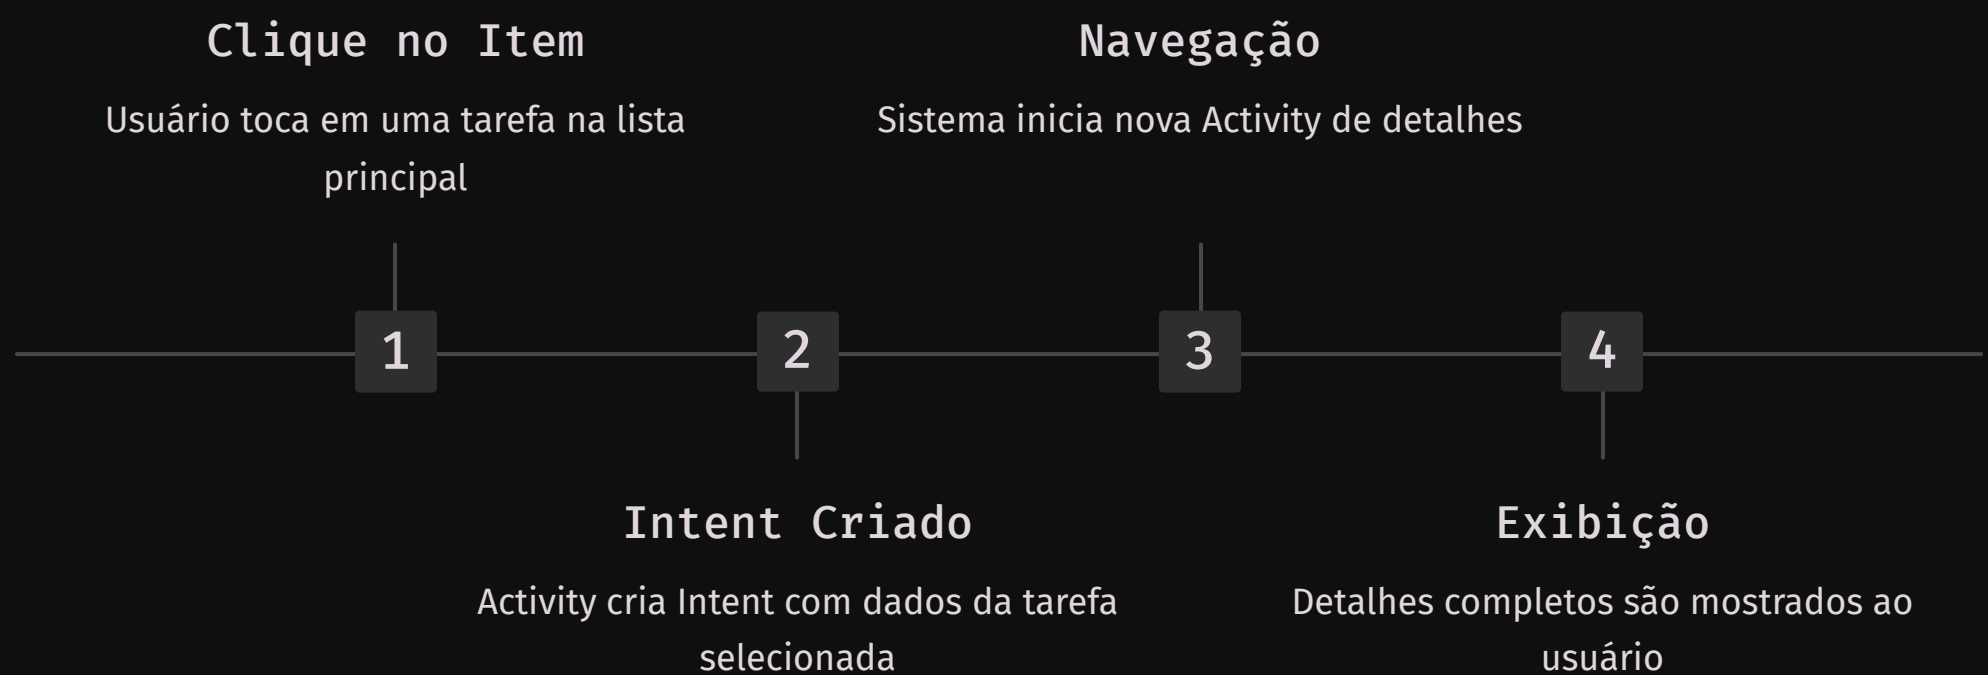 Clique no Item
Usuário toca em uma tarefa na lista
principal
Navegação
Sistema inicia nova Activity de detalhes
1
2
3
4
Intent Criado
Activity cria Intent com dados da tarefa
selecionada
Exibição
Detalhes completos são mostrados ao
usuário